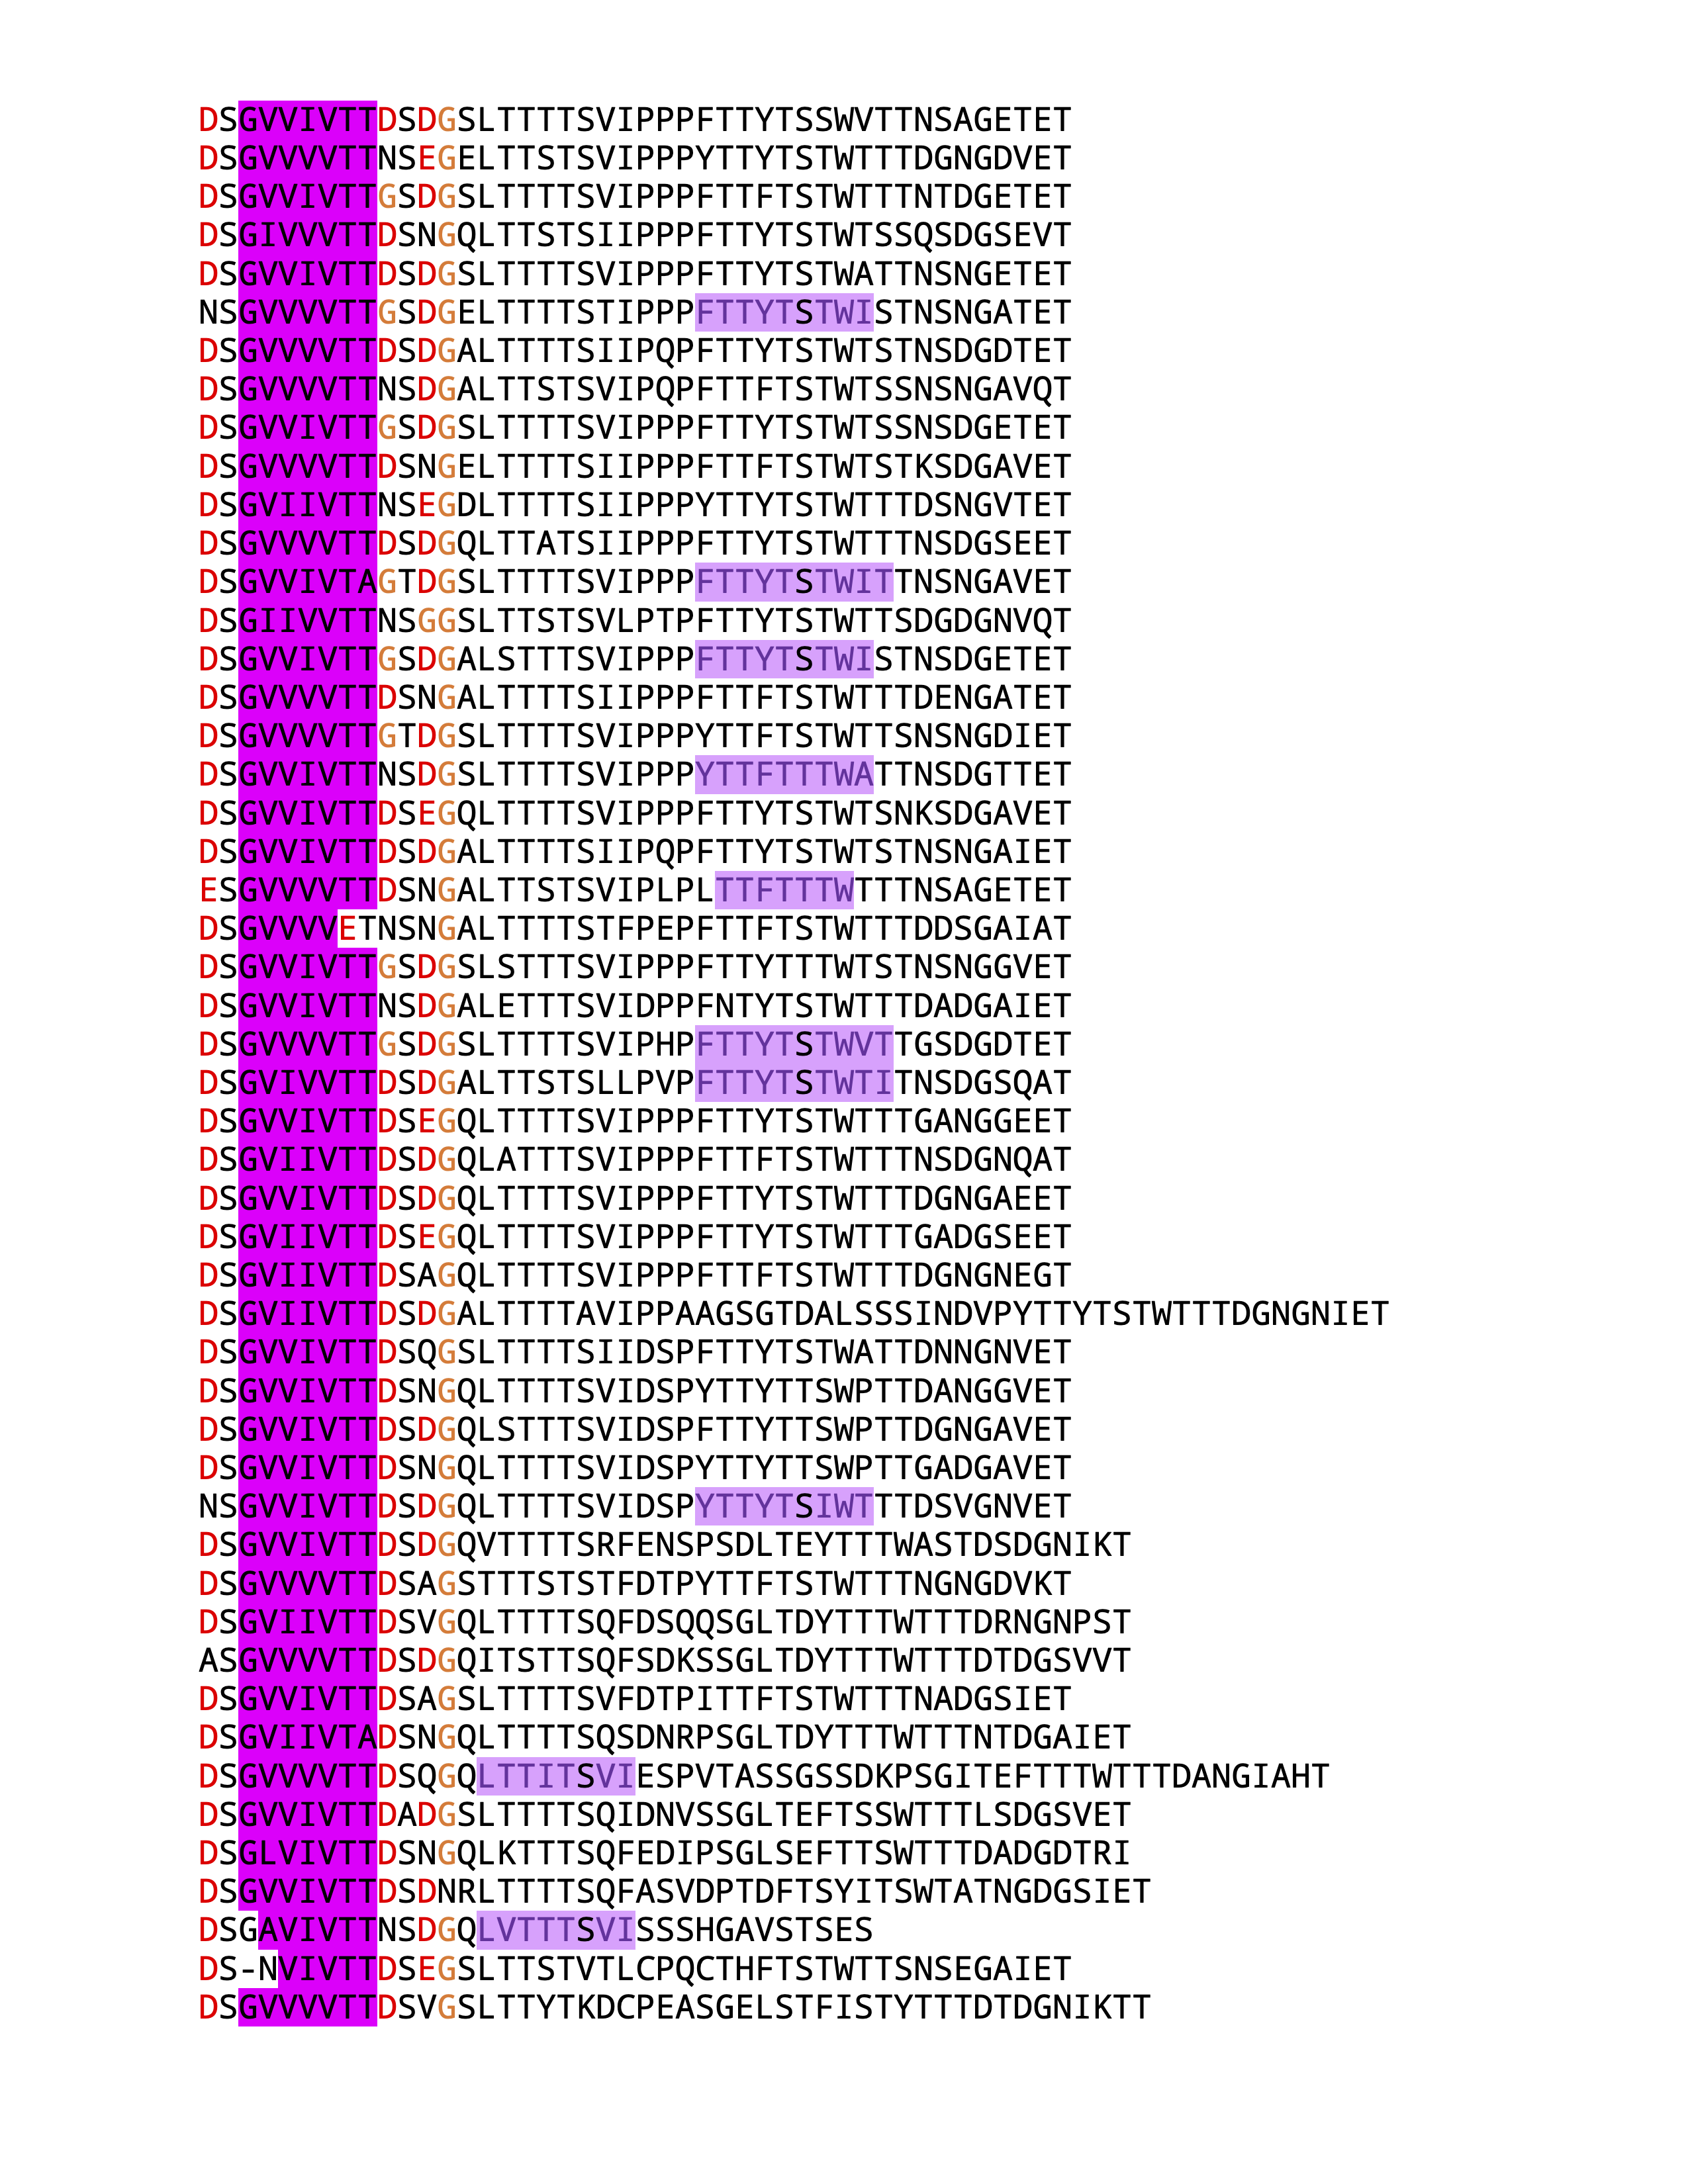 DSGVVIVTTDSDGSLTTTTSVIPPPFTTYTSSWVTTNSAGETET
DSGVVVVTTNSEGELTTSTSVIPPPYTTYTSTWTTTDGNGDVET
DSGVVIVTTGSDGSLTTTTSVIPPPFTTFTSTWTTTNTDGETET
DSGIVVVTTDSNGQLTTSTSIIPPPFTTYTSTWTSSQSDGSEVT
DSGVVIVTTDSDGSLTTTTSVIPPPFTTYTSTWATTNSNGETET
NSGVVVVTTGSDGELTTTTSTIPPPFTTYTSTWISTNSNGATET
DSGVVVVTTDSDGALTTTTSIIPQPFTTYTSTWTSTNSDGDTET
DSGVVVVTTNSDGALTTSTSVIPQPFTTFTSTWTSSNSNGAVQT
DSGVVIVTTGSDGSLTTTTSVIPPPFTTYTSTWTSSNSDGETET
DSGVVVVTTDSNGELTTTTSIIPPPFTTFTSTWTSTKSDGAVET
DSGVIIVTTNSEGDLTTTTSIIPPPYTTYTSTWTTTDSNGVTET
DSGVVVVTTDSDGQLTTATSIIPPPFTTYTSTWTTTNSDGSEET
DSGVVIVTAGTDGSLTTTTSVIPPPFTTYTSTWITTNSNGAVET
DSGIIVVTTNSGGSLTTSTSVLPTPFTTYTSTWTTSDGDGNVQT
DSGVVIVTTGSDGALSTTTSVIPPPFTTYTSTWISTNSDGETET
DSGVVVVTTDSNGALTTTTSIIPPPFTTFTSTWTTTDENGATET
DSGVVVVTTGTDGSLTTTTSVIPPPYTTFTSTWTTSNSNGDIET
DSGVVIVTTNSDGSLTTTTSVIPPPYTTFTTTWATTNSDGTTET
DSGVVIVTTDSEGQLTTTTSVIPPPFTTYTSTWTSNKSDGAVET
DSGVVIVTTDSDGALTTTTSIIPQPFTTYTSTWTSTNSNGAIET
ESGVVVVTTDSNGALTTSTSVIPLPLTTFTTTWTTTNSAGETET
DSGVVVVETNSNGALTTTTSTFPEPFTTFTSTWTTTDDSGAIAT
DSGVVIVTTGSDGSLSTTTSVIPPPFTTYTTTWTSTNSNGGVET
DSGVVIVTTNSDGALETTTSVIDPPFNTYTSTWTTTDADGAIET
DSGVVVVTTGSDGSLTTTTSVIPHPFTTYTSTWVTTGSDGDTET
DSGVIVVTTDSDGALTTSTSLLPVPFTTYTSTWTITNSDGSQAT
DSGVVIVTTDSEGQLTTTTSVIPPPFTTYTSTWTTTGANGGEET
DSGVIIVTTDSDGQLATTTSVIPPPFTTFTSTWTTTNSDGNQAT
DSGVVIVTTDSDGQLTTTTSVIPPPFTTYTSTWTTTDGNGAEET
DSGVIIVTTDSEGQLTTTTSVIPPPFTTYTSTWTTTGADGSEET
DSGVIIVTTDSAGQLTTTTSVIPPPFTTFTSTWTTTDGNGNEGT
DSGVIIVTTDSDGALTTTTAVIPPAAGSGTDALSSSINDVPYTTYTSTWTTTDGNGNIET
DSGVVIVTTDSQGSLTTTTSIIDSPFTTYTSTWATTDNNGNVET
DSGVVIVTTDSNGQLTTTTSVIDSPYTTYTTSWPTTDANGGVET
DSGVVIVTTDSDGQLSTTTSVIDSPFTTYTTSWPTTDGNGAVET
DSGVVIVTTDSNGQLTTTTSVIDSPYTTYTTSWPTTGADGAVET
NSGVVIVTTDSDGQLTTTTSVIDSPYTTYTSIWTTTDSVGNVET
DSGVVIVTTDSDGQVTTTTSRFENSPSDLTEYTTTWASTDSDGNIKT
DSGVVVVTTDSAGSTTTSTSTFDTPYTTFTSTWTTTNGNGDVKT
DSGVIIVTTDSVGQLTTTTSQFDSQQSGLTDYTTTWTTTDRNGNPST
ASGVVVVTTDSDGQITSTTSQFSDKSSGLTDYTTTWTTTDTDGSVVT
DSGVVIVTTDSAGSLTTTTSVFDTPITTFTSTWTTTNADGSIET
DSGVIIVTADSNGQLTTTTSQSDNRPSGLTDYTTTWTTTNTDGAIET
DSGVVVVTTDSQGQLTTITSVIESPVTASSGSSDKPSGITEFTTTWTTTDANGIAHT
DSGVVIVTTDADGSLTTTTSQIDNVSSGLTEFTSSWTTTLSDGSVET
DSGLVIVTTDSNGQLKTTTSQFEDIPSGLSEFTTSWTTTDADGDTRI
DSGVVIVTTDSDNRLTTTTSQFASVDPTDFTSYITSWTATNGDGSIET
DSGAVIVTTNSDGQLVTTTSVISSSHGAVSTSES
DS-NVIVTTDSEGSLTTSTVTLCPQCTHFTSTWTTSNSEGAIET
DSGVVVVTTDSVGSLTTYTKDCPEASGELSTFISTYTTTDTDGNIKTT